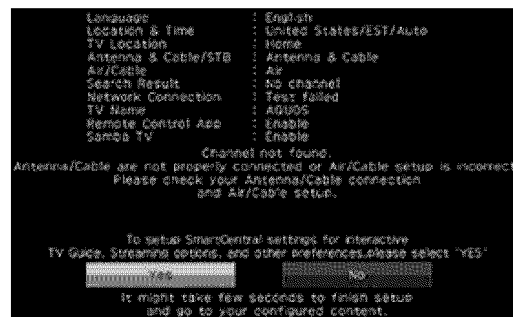 Language : English
Location & Time : United States/EST/Auto
TV Location : Home
Antenna & Cable/STB : Antenna & Cable
Air/Cable : Air
Search Result : No channel
Network Connection : Test failed
TV Name : AQUOS
Remote Control App : Enable
Samba TV : Enable
Channel not found.
Antenna/Cable are not properly connected or Air/Cable setup is incorrect
Please check your Antenna/Cable connection
and Air/Cable setup.
To setup SmartCentral settings for interactive
TV Guide, Streaming options, and other preferences,please select "YES"
Yes No
It might take few seconds to finish setup
and go to your configured content.